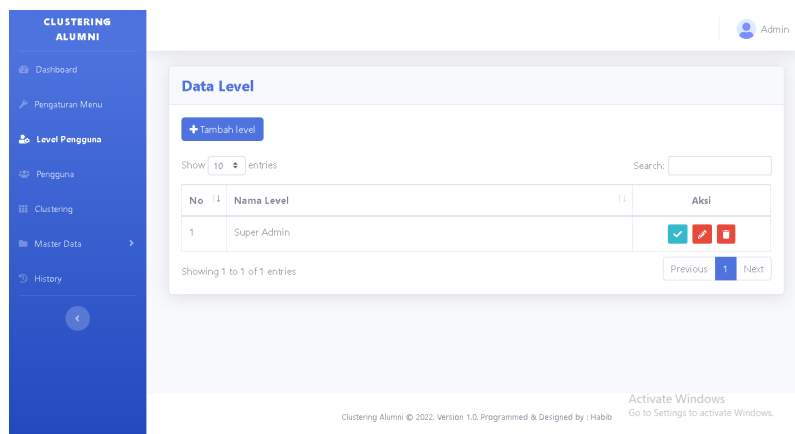 CLUSTERING
ALUMNI
Dashboard
Pengaturan Menu
Level Pengguna
Pengguna
Clustering
Master Data
History
Admin
Data Level
Tambah level
Show 10 entries
Search:
No Nama Level Aksi
1 Super Admin
Showing 1 to 1 of 1 entries
Previous 1 Next
Clustering Alumni © 2022. Version 1.0. Programmed & Designed by : Habib
Activate Windows
Go to Settings to activate Windows.